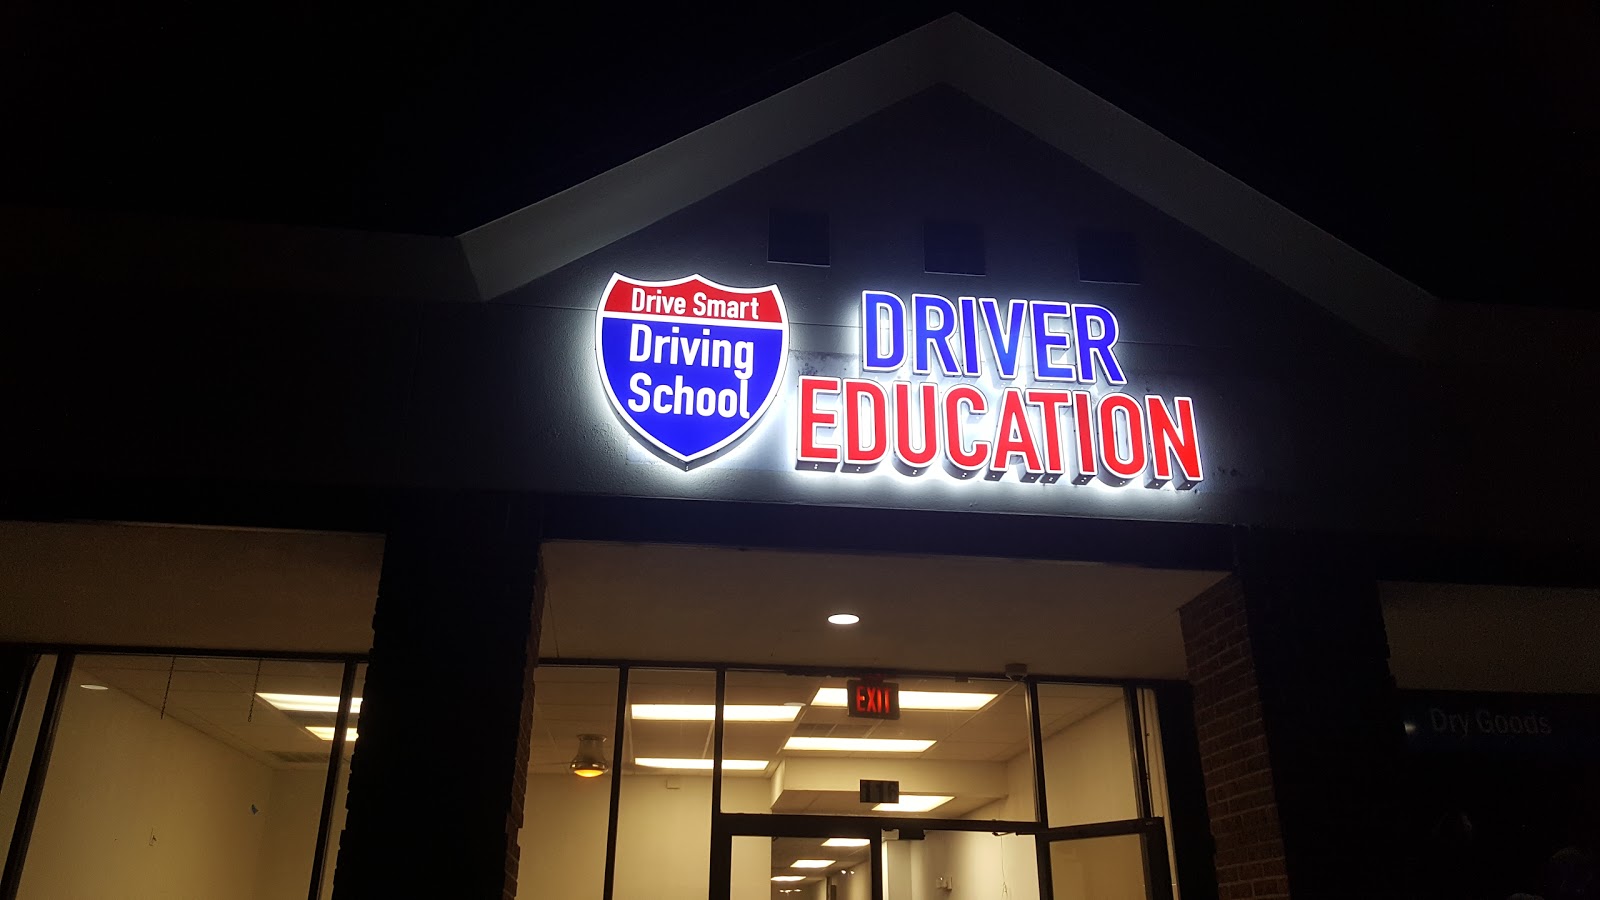 Drive Smart
Driving
School
DRIVER
EDUCATION
EXIT
Dry Goods